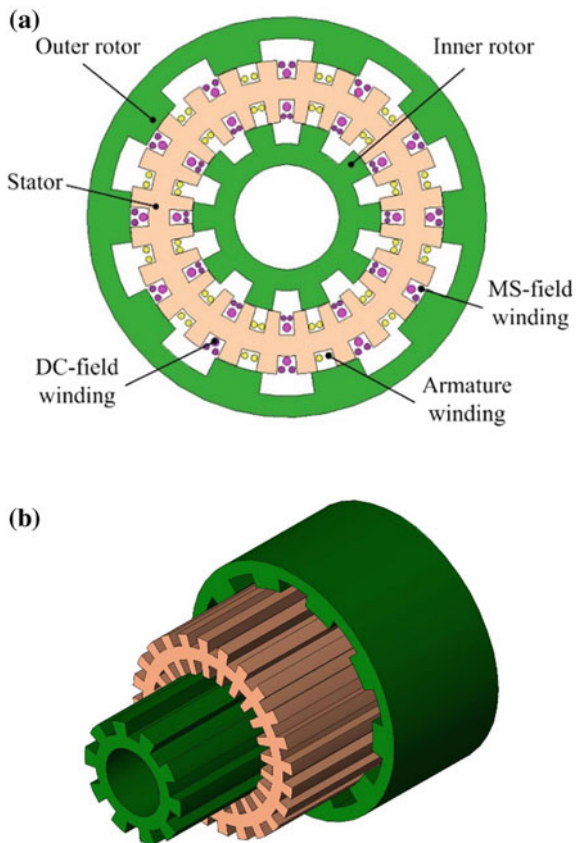 (a)
Outer rotor
Inner rotor
Stator
MS-field
winding
DC-field
winding
Armature
winding
(b)